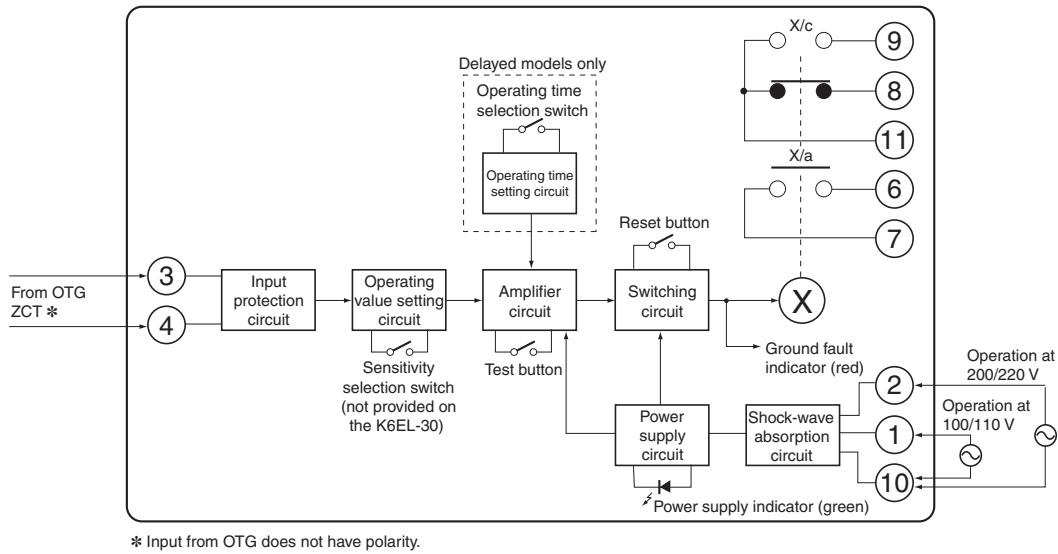 X/c
9
Delayed models only
Operating time
selection switch
8
11
X/a
Operating time
setting circuit
6
Reset button
7
3
From OTG
ZCT ✻
4
Input
protection
circuit
Operating
value setting
circuit
Amplifier
circuit
Switching
circuit
X
Sensitivity
selection switch
(not provided on
the K6EL-30)
Test button
Ground fault
indicator (red)
Operation at
200/220 V
2
Operation at
100/110 V
Power
supply
circuit
Shock-wave
absorption
circuit
1
10
Power supply indicator (green)
✻ Input from OTG does not have polarity.